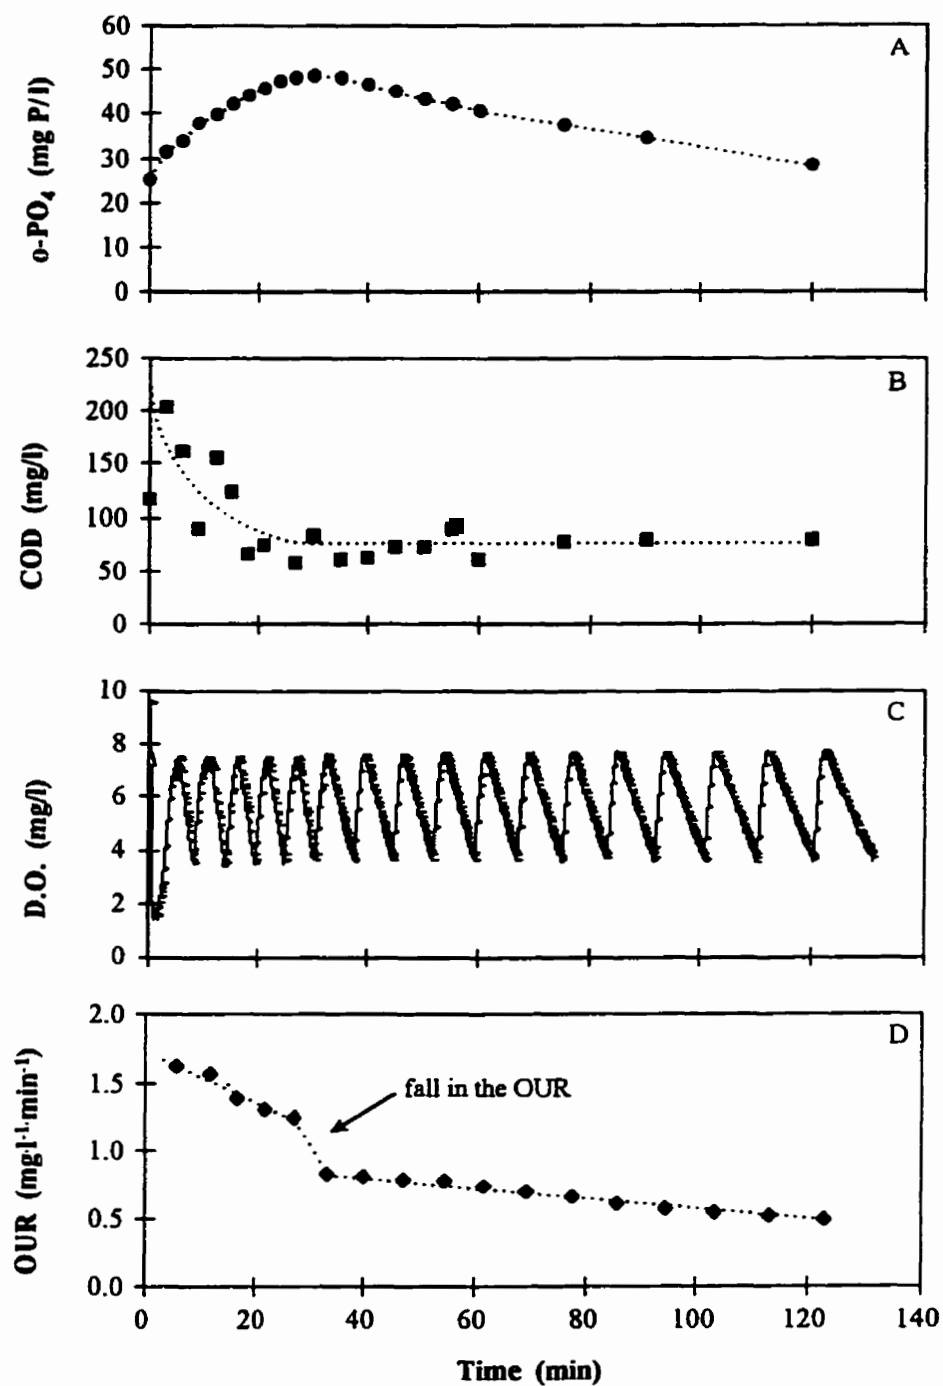 A
o-PO₄ (mg P/l)
60
50
40
30
20
10
0
B
COD (mg/l)
250
200
150
100
50
0
C
D.O. (mg/l)
10
8
6
4
2
0
D
OUR (mg·l⁻¹·min⁻¹)
2.0
1.5
1.0
0.5
0.0
fall in the OUR
0 20 40 60 80 100 120 140
Time (min)